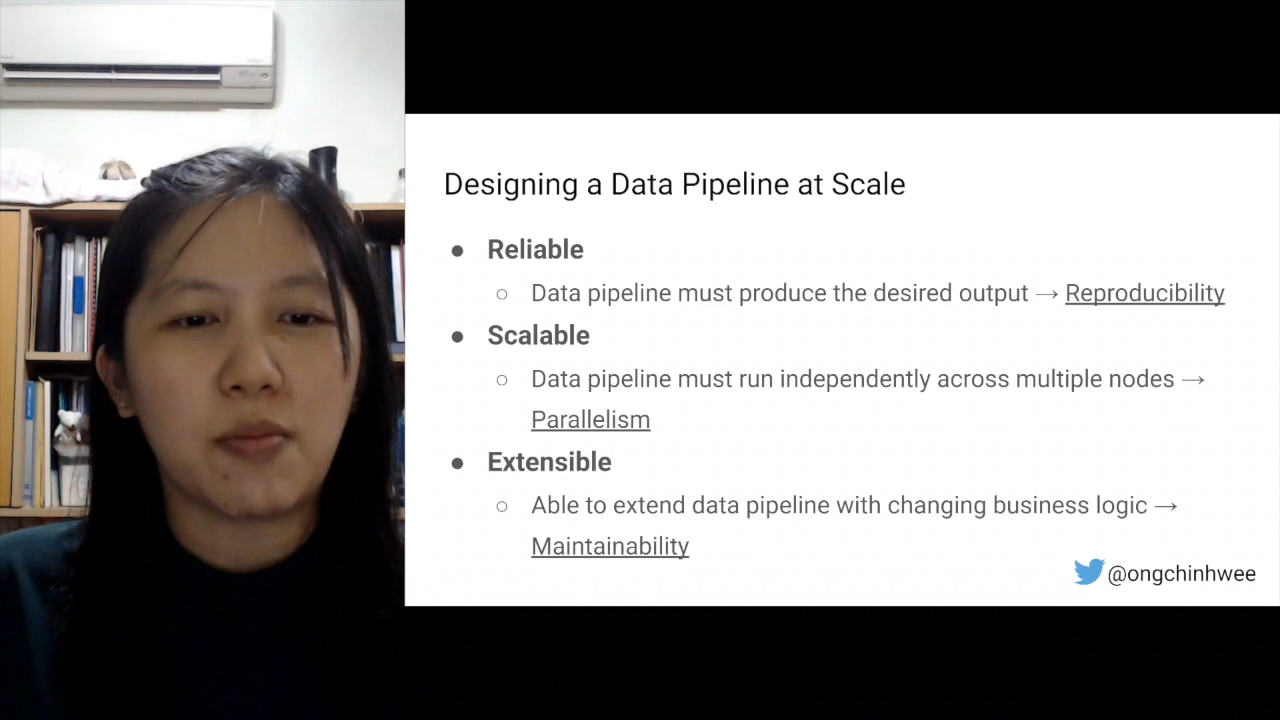 Designing a Data Pipeline at Scale
● Reliable
○ Data pipeline must produce the desired output → Reproducibility
● Scalable
○ Data pipeline must run independently across multiple nodes →
Parallelism
● Extensible
○ Able to extend data pipeline with changing business logic →
Maintainability
@ongchinhwee